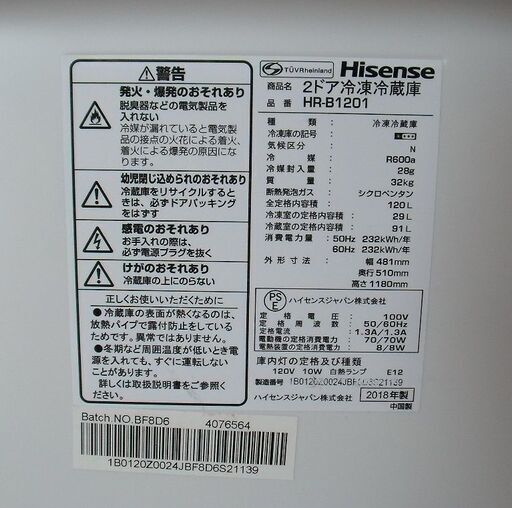 ⚠警告
発火・爆発のおそれあり
脱臭器などの電気製品を
入れない
冷媒が漏れていると電気製
品の接点の火花による着火、
着火による発火の原因に
なります。
幼児閉じ込められのおそれあり
冷蔵庫をリサイクルするとき
は、必ずドアパッキング
をはずす
感電のおそれあり
お手入れの際は、
必ず電源プラグを抜く
けがのおそれあり
冷蔵庫の上にのらない
正しくお使いいただくために
●冷蔵庫の表面が熱くなるのは、
放熱パイプで露付防止をしている
ためで、異常ではありません。
●冬期など周囲温度が低いとき電
源を入れても、すぐに運転しない
ことがあります。
詳しくは取扱説明書をご参照
ください。
TÜVRheinland Hisense
商品名 2ドア冷凍冷蔵庫
品番 HR-B1201
種類: 冷凍冷蔵庫
冷凍庫の記号:
気候区分: N
冷媒: R600a
冷媒封入量: 28g
質量: 32kg
断熱発泡ガス: シクロペンタン
全定格内容積: 120L
冷凍室の定格内容積: 29L
冷蔵室の定格内容積: 91L
消費電力量: 50Hz 232kWh/年
60Hz 232kWh/年
外形寸法: 幅 481mm
奥行 510mm
高さ 1180mm
PS
E
ハイセンスジャパン株式会社
定格電圧: 100V
定格周波数: 50/60Hz
定格電流: 1.3A/1.3A
電動機の定格消費電力: 70/70W
電熱装置の定格消費電力: 8/8W
庫内灯の定格及び種類
120V 10W 白熱ランプ E12
製造番号: 1B0120Z0024JBF8D6S21139
ハイセンスジャパン株式会社
2018年製
中国製
Batch.NO.BF8D6 4076564
1B0120Z0024JBF8D6S21139